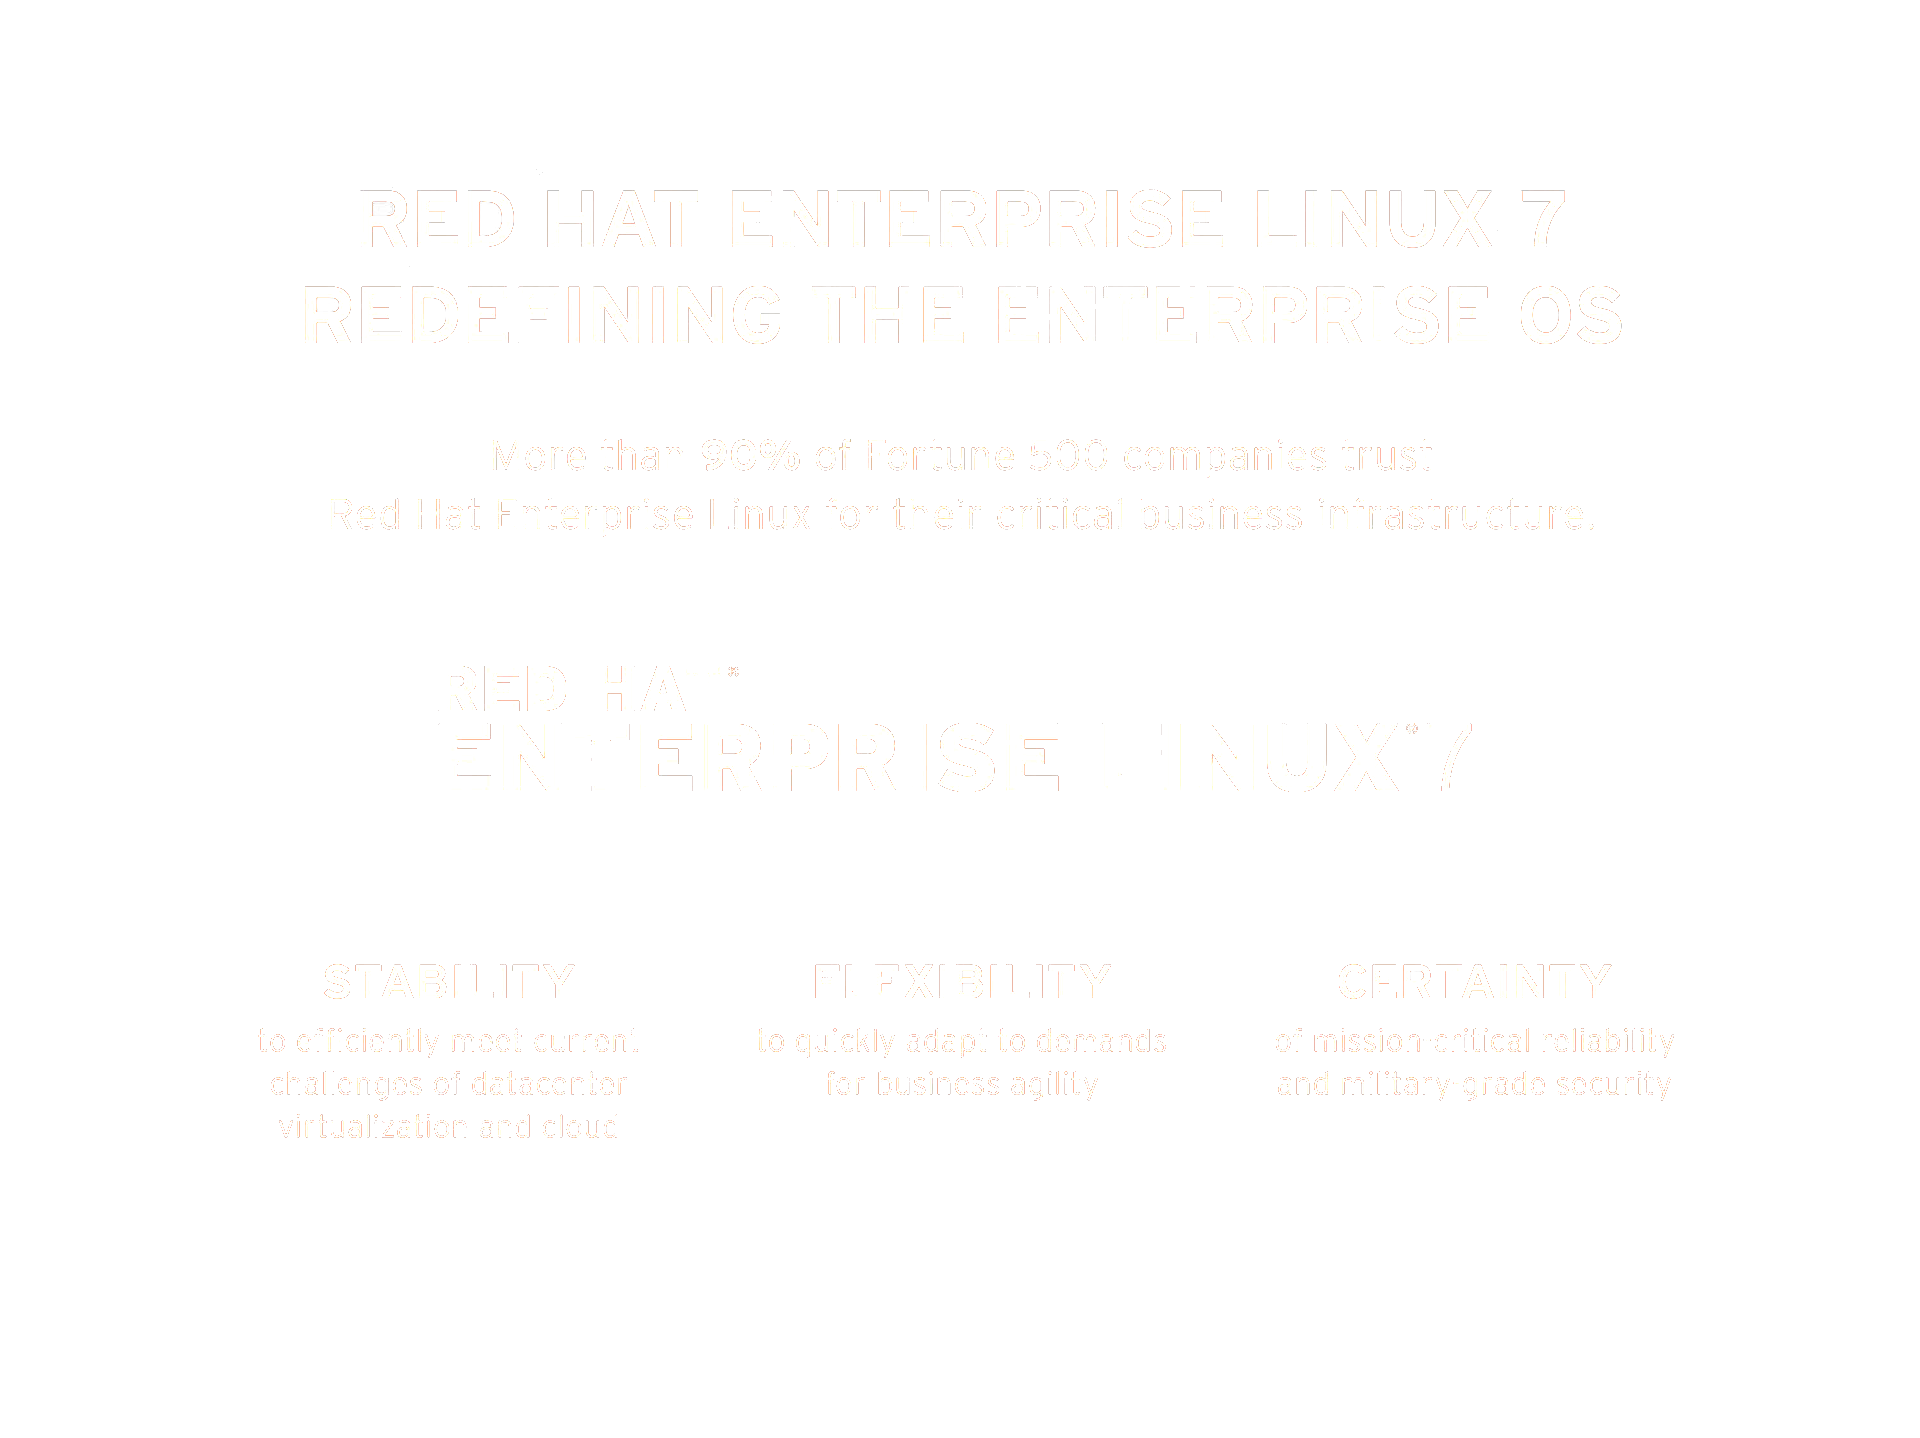 RED HAT ENTERPRISE LINUX 7
REDEFINING THE ENTERPRISE OS
More than 90% of Fortune 500 companies trust
Red Hat Enterprise Linux for their critical business infrastructure.
RED HAT®
ENTERPRISE LINUX® 7
STABILITY
to efficiently meet current
challenges of datacenter
virtualization and cloud
FLEXIBILITY
to quickly adapt to demands
for business agility
CERTAINTY
of mission-critical reliability
and military-grade security